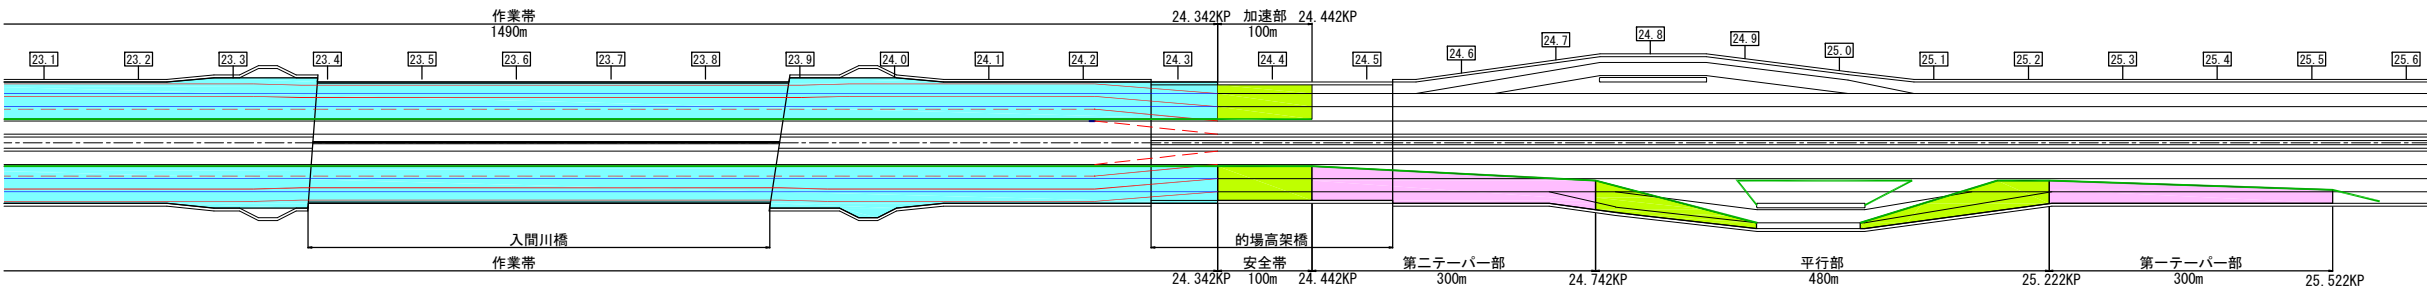 作業帯 24.342KP 加速部 24.442KP
1490m 100m
23.1 23.2 23.3 23.4 23.5 23.6 23.7 23.8 23.9 24.0 24.1 24.2 24.3 24.4 24.5 24.6 24.7 24.8 24.9 25.0 25.1 25.2 25.3 25.4 25.5 25.6
入間川橋 的場高架橋
作業帯 安全帯 第二テーパー部 平行部 第一テーパー部
24.342KP 100m 24.442KP 300m 24.742KP 480m 25.222KP 300m 25.522KP